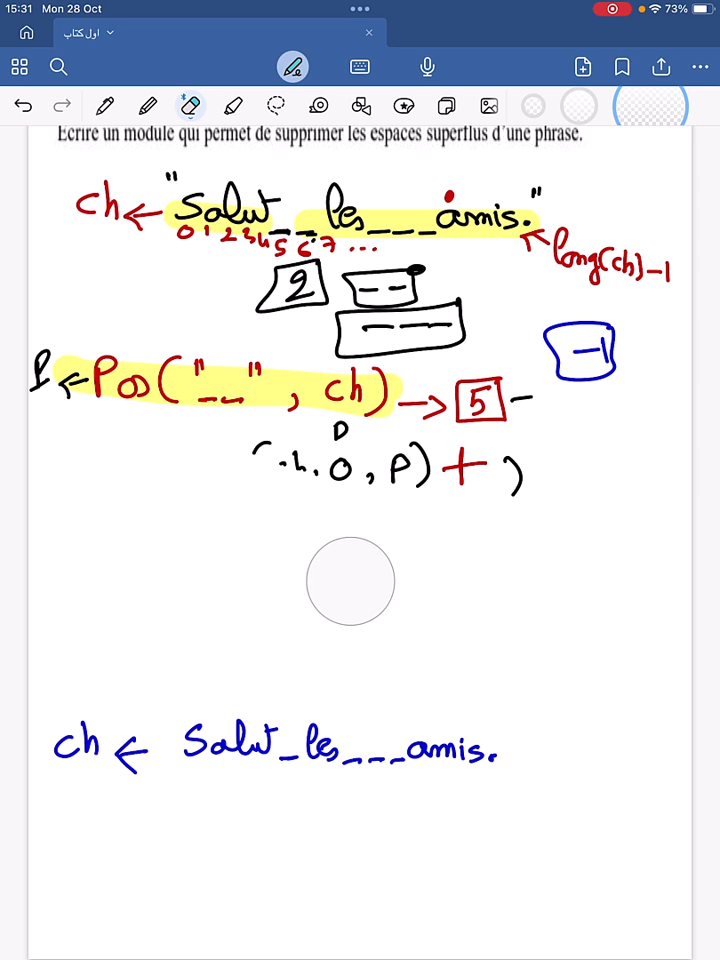 15:31 Mon 28 Oct 73%
اول كتاب
Ecrire un module qui permet de supprimer les espaces superflus d'une phrase.
ch ← "Salut__les___amis."
0 1 2 3 4 5 6 7 ... long(ch)-1
2 __
___
-1
P ← Pos("__", ch) → 5 -
0, P) + )
ch ← Salut_les___amis.